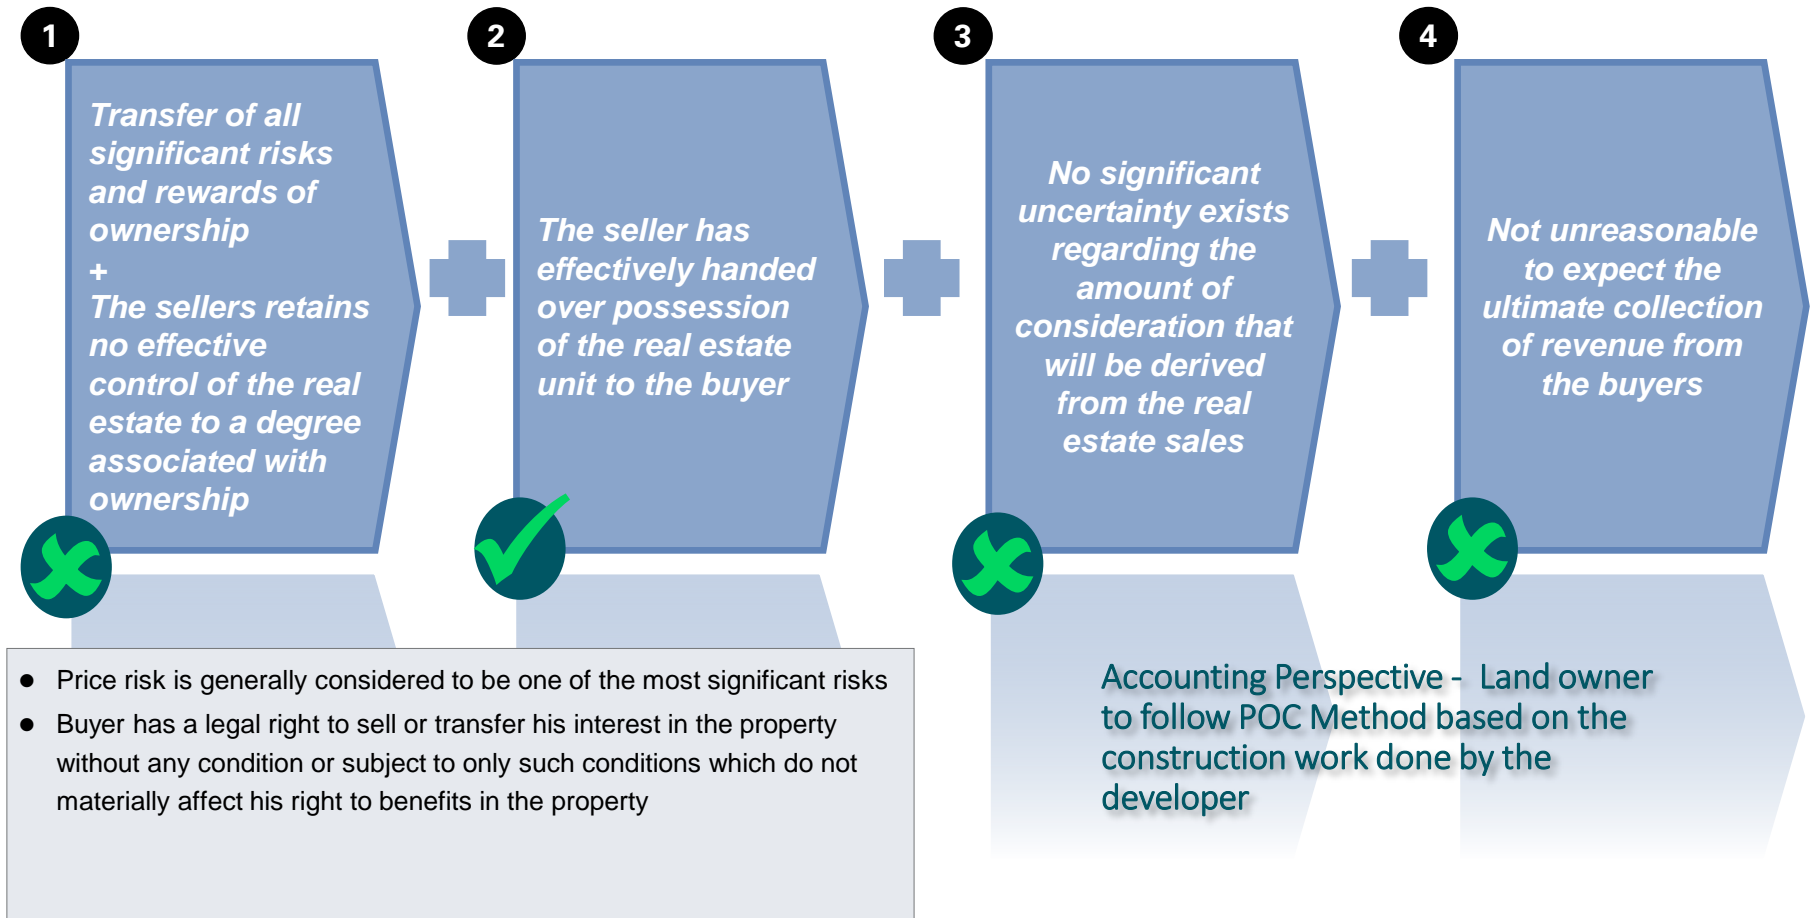 1
Transfer of all
significant risks
and rewards of
ownership
+
The sellers retains
no effective
control of the real
estate to a degree
associated with
ownership
2
The seller has
effectively handed
over possession
of the real estate
unit to the buyer
3
No significant
uncertainty exists
regarding the
amount of
consideration that
will be derived
from the real
estate sales
4
Not unreasonable
to expect the
ultimate collection
of revenue from
the buyers
● Price risk is generally considered to be one of the most significant risks
● Buyer has a legal right to sell or transfer his interest in the property
without any condition or subject to only such conditions which do not
materially affect his right to benefits in the property
Accounting Perspective - Land owner
to follow POC Method based on the
construction work done by the
developer